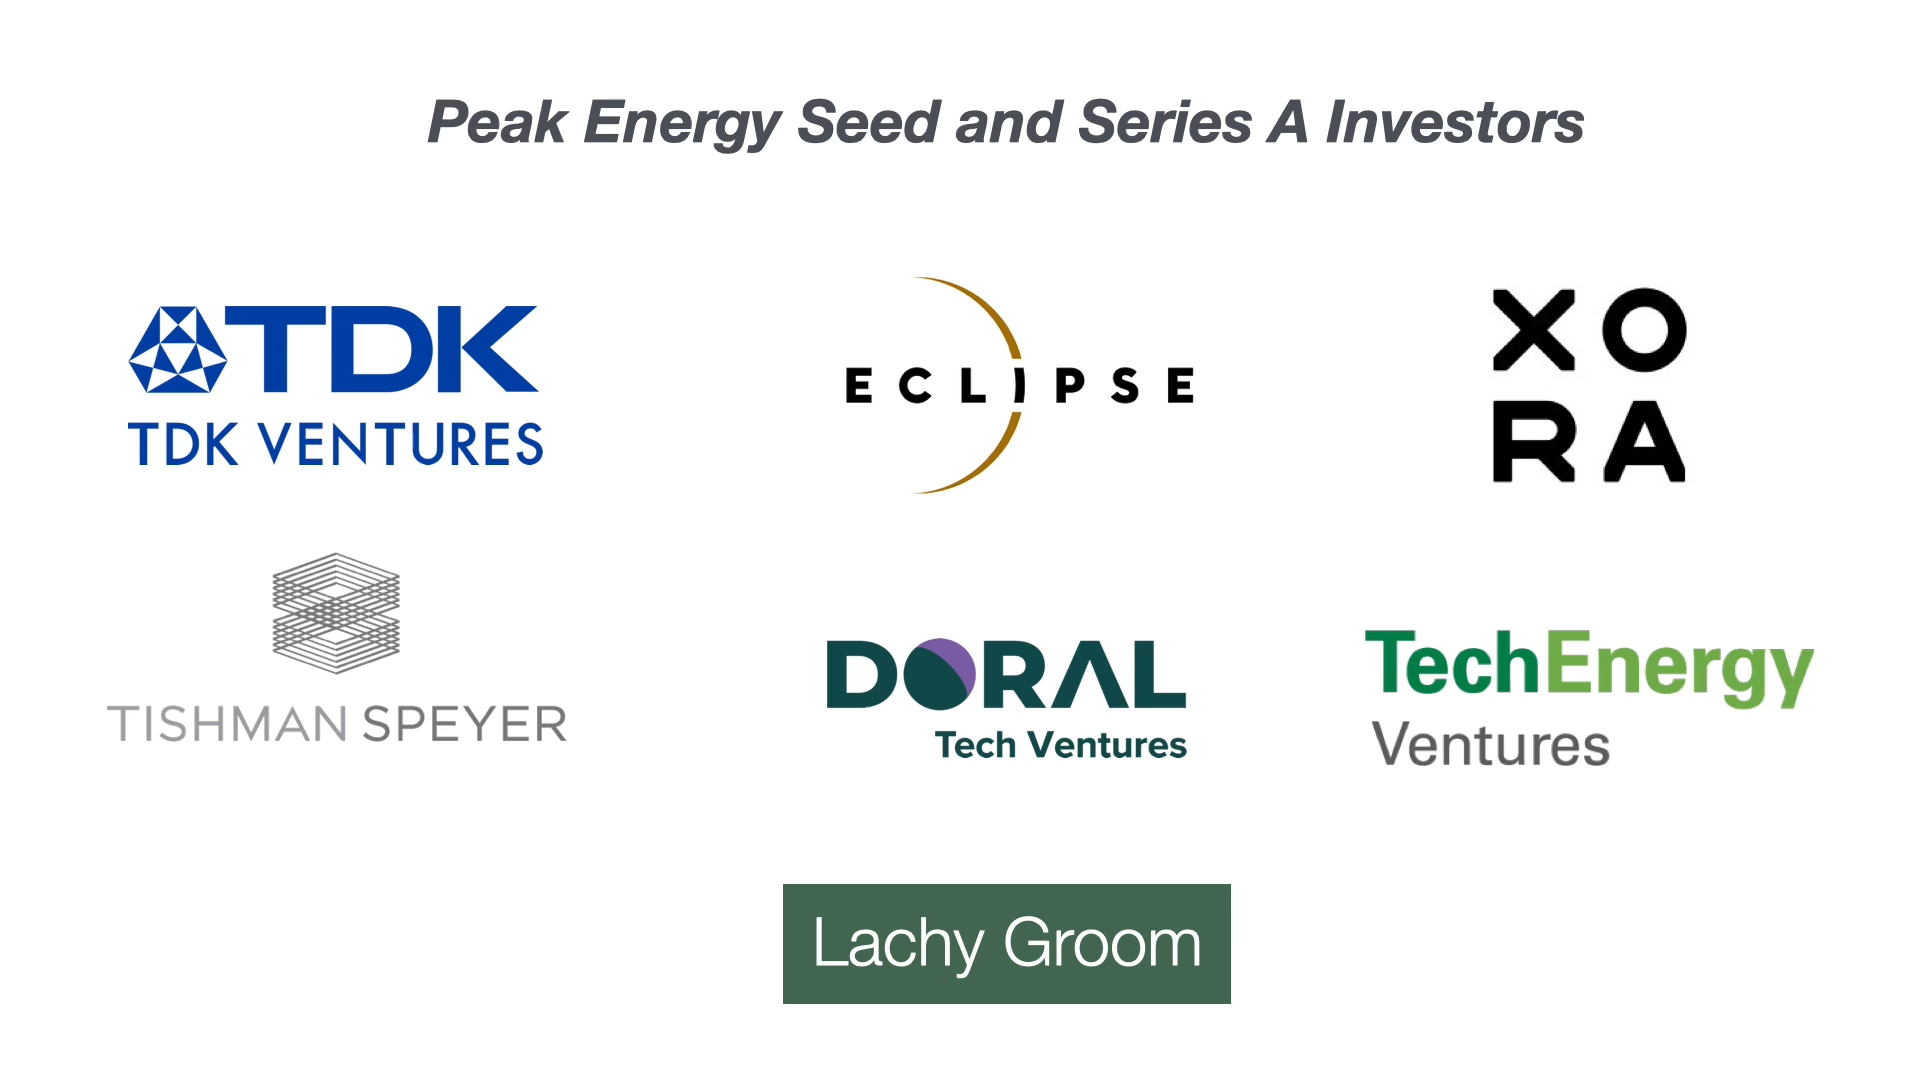 Peak Energy Seed and Series A Investors
TDK
TDK VENTURES
ECLIPSE
XO
RA
TISHMAN SPEYER
DORAL
Tech Ventures
TechEnergy
Ventures
Lachy Groom